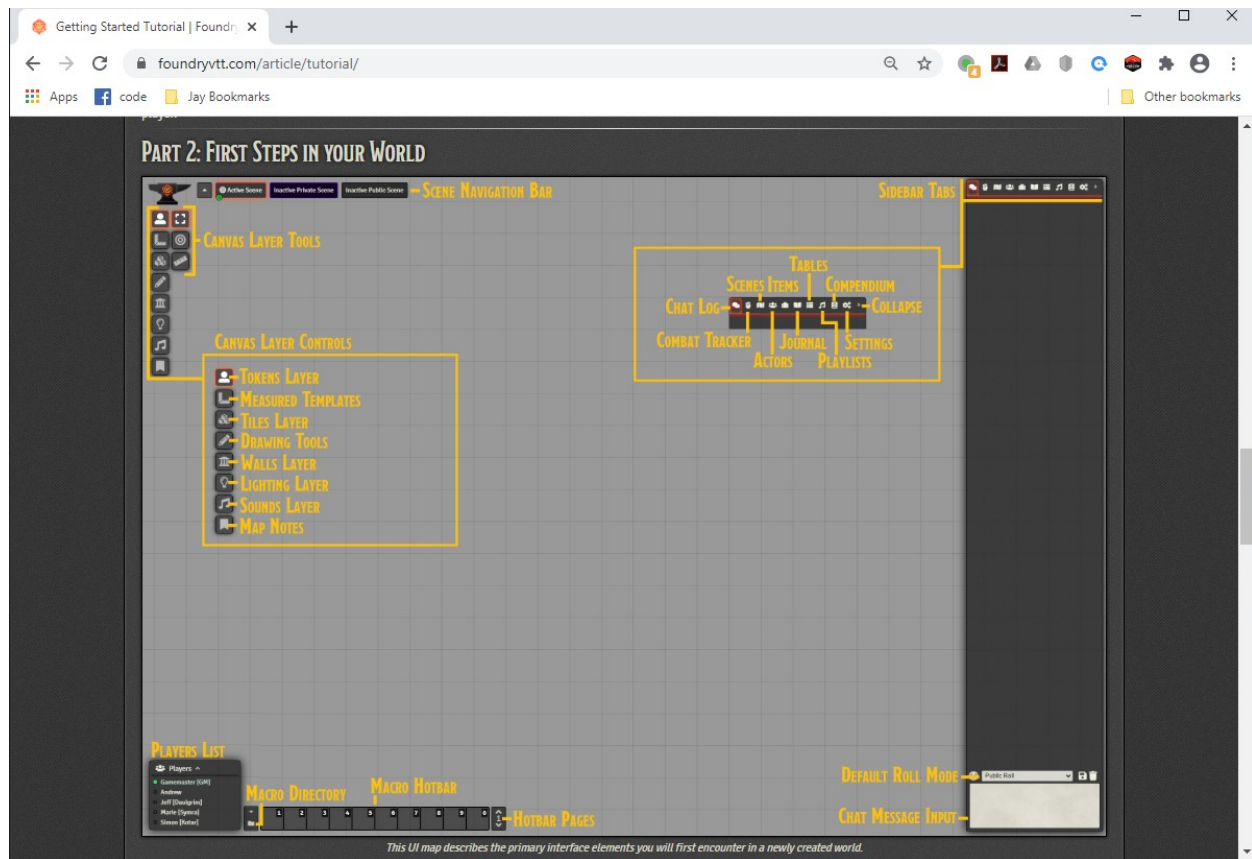 Getting Started Tutorial | Foundry
foundryvtt.com/article/tutorial/
4
Apps
code
Jay Bookmarks
Other bookmarks
player
PART 2: FIRST STEPS IN YOUR WORLD
Active Scene
Inactive Private Scene
Inactive Public Scene
SCENE NAVIGATION BAR
SIDEBAR TABS
CANVAS LAYER TOOLS
TABLES
SCENES ITEMS
COMPENDIUM
CHAT LOG
COLLAPSE
COMBAT TRACKER
JOURNAL
SETTINGS
ACTORS
PLAYLISTS
CANVAS LAYER CONTROLS
TOKENS LAYER
MEASURED TEMPLATES
TILES LAYER
DRAWING TOOLS
WALLS LAYER
LIGHTING LAYER
SOUNDS LAYER
MAP NOTES
PLAYERS LIST
Players
Gamemaster [GM]
Andrew
Jeff [Daulgrim]
Marie [Symca]
Simon [Kotar]
MACRO DIRECTORY
MACRO HOTBAR
1 2 3 4 5 6 7 8 9 0
1
HOTBAR PAGES
DEFAULT ROLL MODE
Public Roll
CHAT MESSAGE INPUT
This UI map describes the primary interface elements you will first encounter in a newly created world.